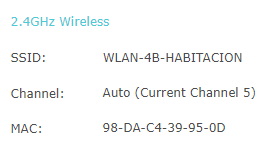 2.4GHz Wireless
SSID: WLAN-4B-HABITACION
Channel: Auto (Current Channel 5)
MAC: 98-DA-C4-39-95-0D